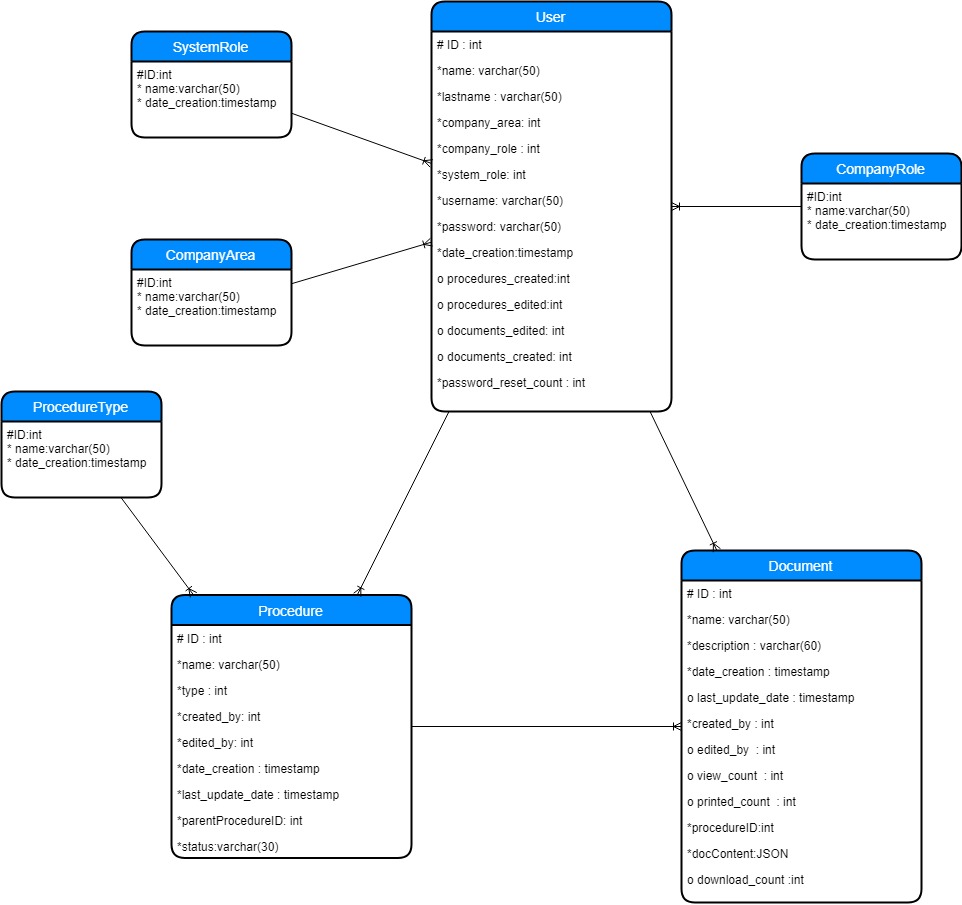 User
# ID : int
*name: varchar(50)
*lastname : varchar(50)
*company_area: int
*company_role : int
*system_role: int
*username: varchar(50)
*password: varchar(50)
*date_creation:timestamp
o procedures_created:int
o procedures_edited:int
o documents_edited: int
o documents_created: int
*password_reset_count : int
SystemRole
#ID:int
* name:varchar(50)
* date_creation:timestamp
CompanyRole
#ID:int
* name:varchar(50)
* date_creation:timestamp
CompanyArea
#ID:int
* name:varchar(50)
* date_creation:timestamp
ProcedureType
#ID:int
* name:varchar(50)
* date_creation:timestamp
Procedure
# ID : int
*name: varchar(50)
*type : int
*created_by: int
*edited_by: int
*date_creation : timestamp
*last_update_date : timestamp
*parentProcedureID: int
*status:varchar(30)
Document
# ID : int
*name: varchar(50)
*description : varchar(60)
*date_creation : timestamp
o last_update_date : timestamp
*created_by : int
o edited_by : int
o view_count : int
o printed_count : int
*procedureID:int
*docContent:JSON
o download_count :int